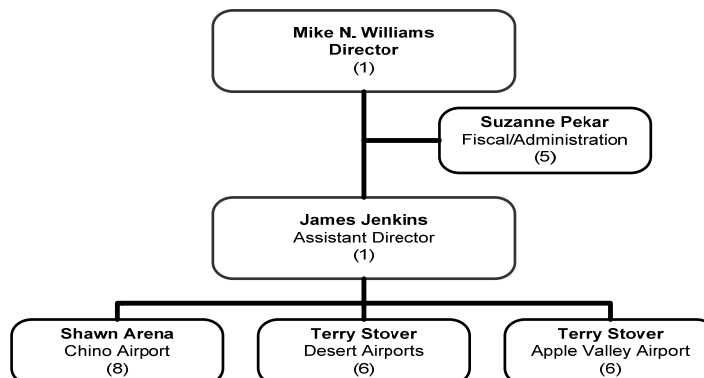 Mike N. Williams
Director
(1)
Suzanne Pekar
Fiscal/Administration
(5)
James Jenkins
Assistant Director
(1)
Shawn Arena
Chino Airport
(8)
Terry Stover
Desert Airports
(6)
Terry Stover
Apple Valley Airport
(6)